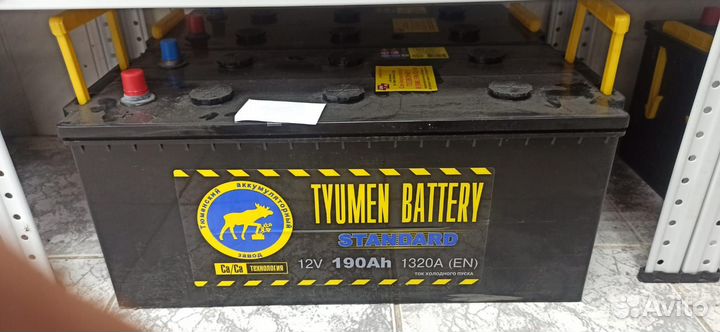 TYUMEN BATTERY
STANDARD
12V 190Ah 1320A (EN)
ТОК ХОЛОДНОГО ПУСКА
Тюменский аккумуляторный
завод
Ca/Ca ТЕХНОЛОГИЯ
Avito